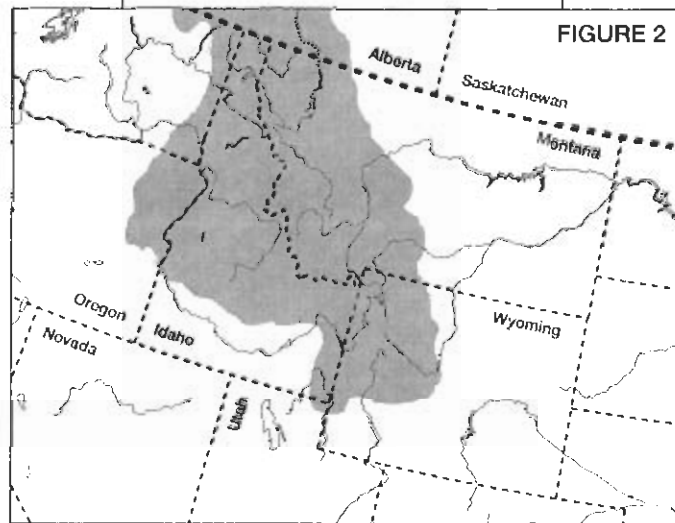 FIGURE 2
Alberta
Saskatchewan
Montana
Oregon
Idaho
Wyoming
Nevada
Utah